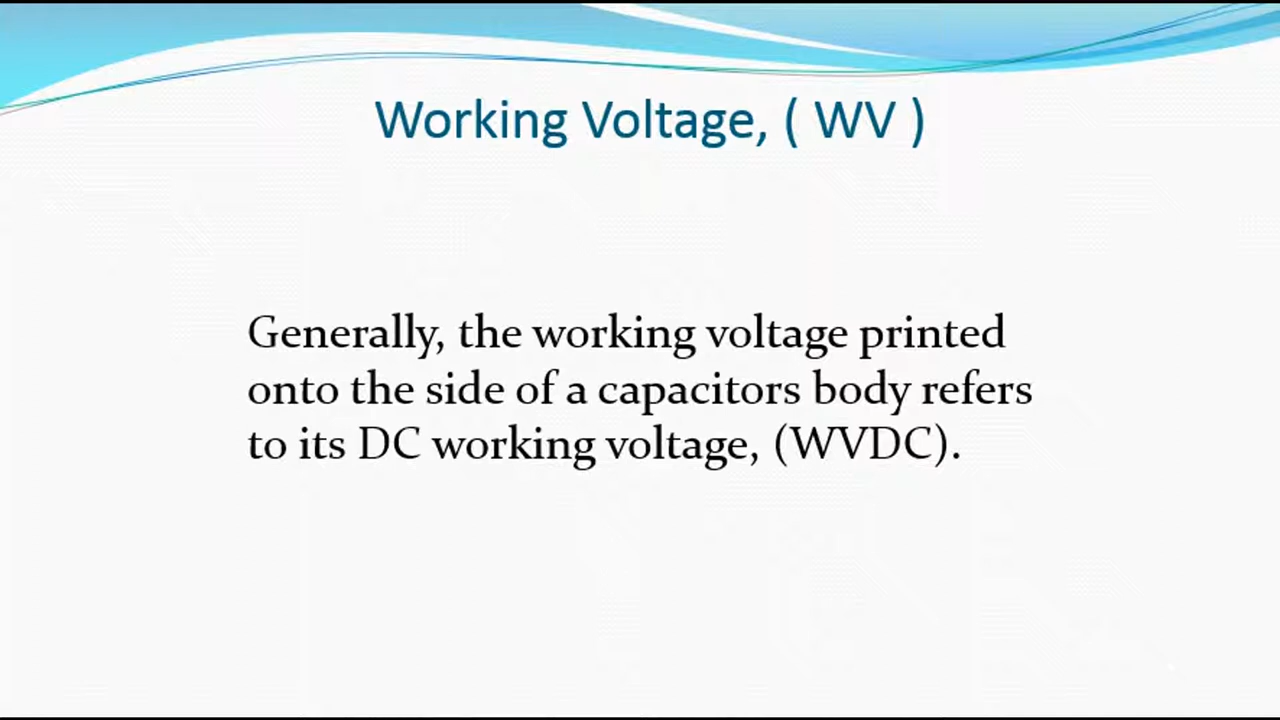 Working Voltage, ( WV )
Generally, the working voltage printed
onto the side of a capacitors body refers
to its DC working voltage, (WVDC).